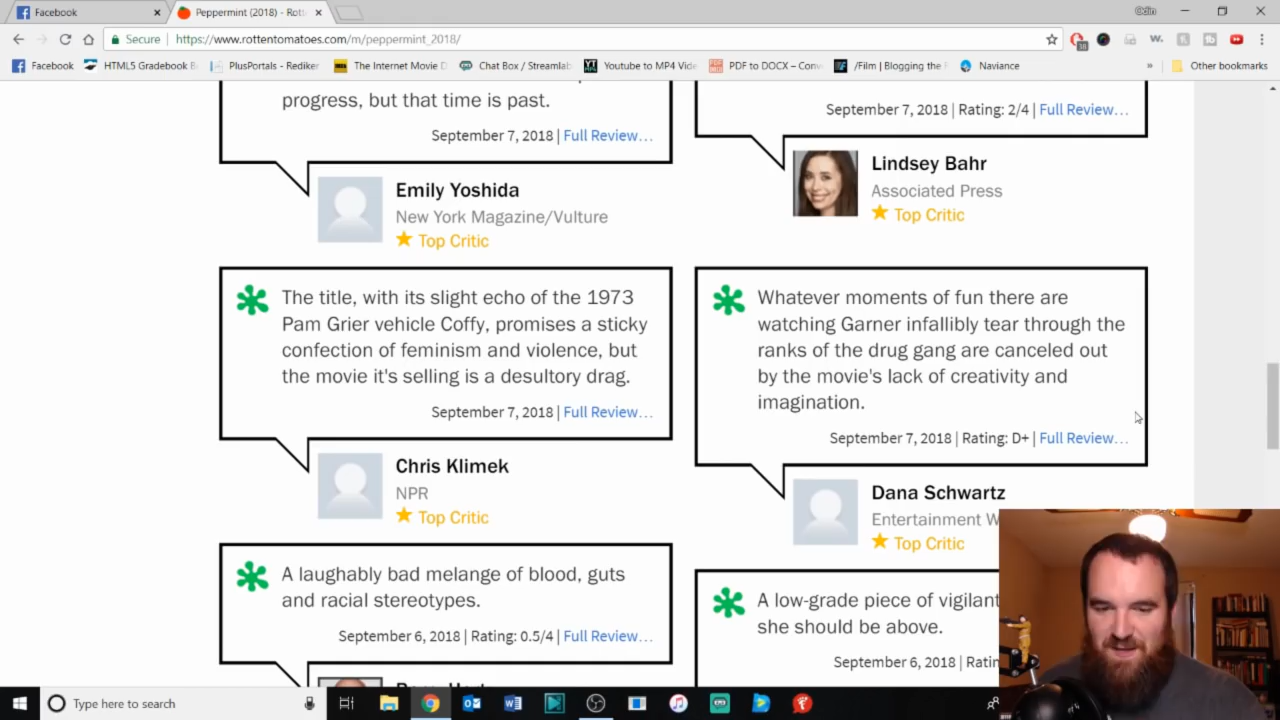 Facebook
Peppermint (2018) - Rott
Odin
Secure
https://www.rottentomatoes.com/m/peppermint_2018/
38
Facebook
HTML5 Gradebook
PlusPortals - Rediker
The Internet Movie D
Chat Box / Streamlab
Youtube to MP4 Vide
PDF to DOCX – Conv
/Film | Blogging the
Naviance
Other bookmarks
progress, but that time is past.
September 7, 2018 | Full Review…
September 7, 2018 | Rating: 2/4 | Full Review…
Emily Yoshida
New York Magazine/Vulture
Top Critic
Lindsey Bahr
Associated Press
Top Critic
The title, with its slight echo of the 1973
Pam Grier vehicle Coffy, promises a sticky
confection of feminism and violence, but
the movie it's selling is a desultory drag.
September 7, 2018 | Full Review…
Whatever moments of fun there are
watching Garner infallibly tear through the
ranks of the drug gang are canceled out
by the movie's lack of creativity and
imagination.
September 7, 2018 | Rating: D+ | Full Review…
Chris Klimek
NPR
Top Critic
Dana Schwartz
Entertainment W
Top Critic
A laughably bad melange of blood, guts
and racial stereotypes.
September 6, 2018 | Rating: 0.5/4 | Full Review…
A low-grade piece of vigilant
she should be above.
September 6, 2018 | Ratin
Type here to search